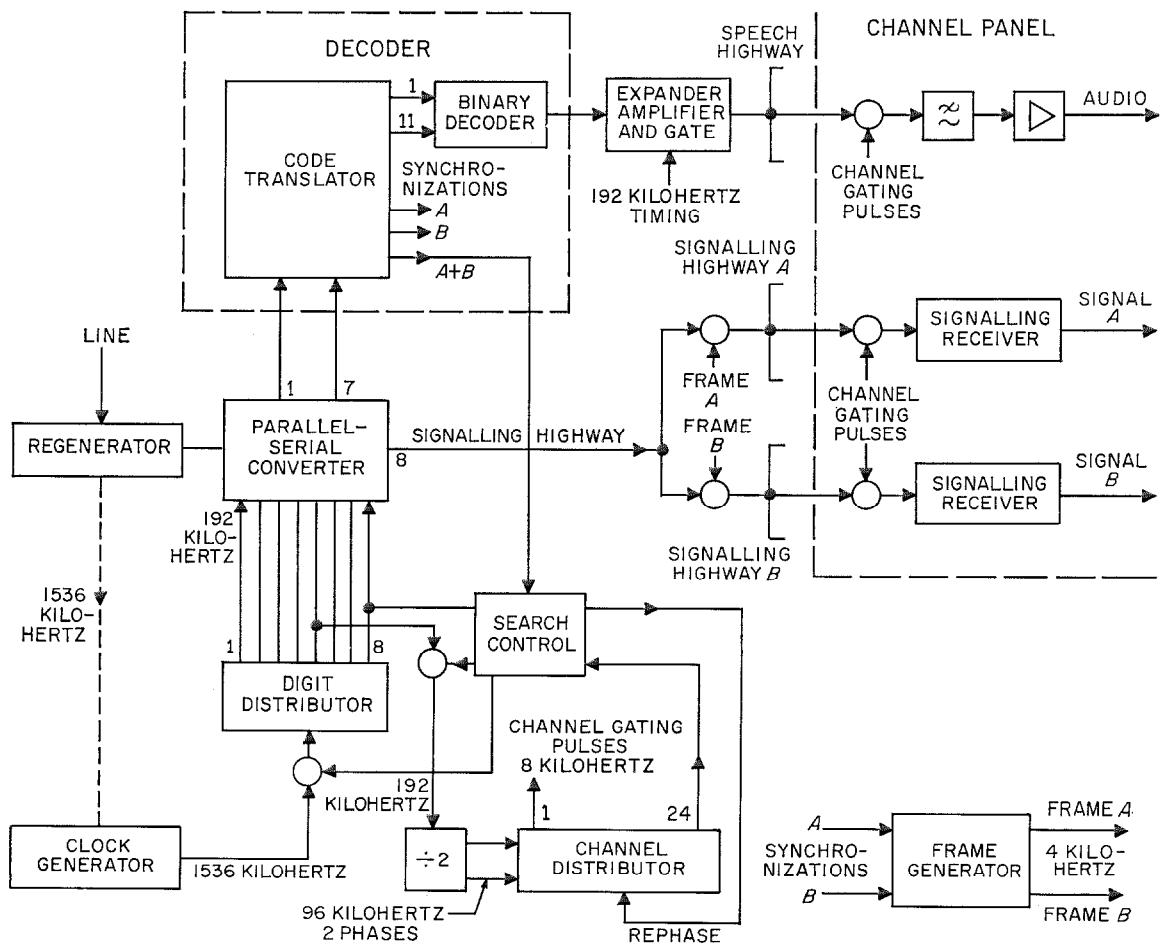 DECODER
SPEECH
HIGHWAY
CHANNEL PANEL
CODE
TRANSLATOR
1
11
BINARY
DECODER
EXPANDER
AMPLIFIER
AND GATE
AUDIO
SYNCHRO-
NIZATIONS
A
B
A+B
192 KILOHERTZ
TIMING
CHANNEL
GATING
PULSES
SIGNALLING
HIGHWAY A
SIGNALLING
RECEIVER
SIGNAL
A
LINE
REGENERATOR
1
7
PARALLEL–
SERIAL
CONVERTER
8
SIGNALLING HIGHWAY
FRAME
A
FRAME
B
CHANNEL
GATING
PULSES
SIGNALLING
RECEIVER
SIGNAL
B
SIGNALLING
HIGHWAY B
192
KILO-
HERTZ
1536
KILO-
HERTZ
1
8
DIGIT
DISTRIBUTOR
SEARCH
CONTROL
CHANNEL GATING
PULSES
8 KILOHERTZ
192
KILOHERTZ
1
24
CLOCK
GENERATOR
1536 KILOHERTZ
÷2
CHANNEL
DISTRIBUTOR
96 KILOHERTZ
2 PHASES
REPHASE
A
SYNCHRO-
NIZATIONS
B
FRAME
GENERATOR
FRAME A
4 KILO-
HERTZ
FRAME B